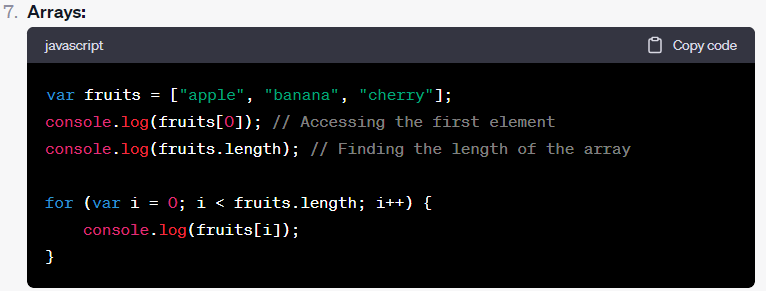 7. Arrays:
javascript Copy code
var fruits = ["apple", "banana", "cherry"];
console.log(fruits[0]); // Accessing the first element
console.log(fruits.length); // Finding the length of the array
for (var i = 0; i < fruits.length; i++) {
    console.log(fruits[i]);
}